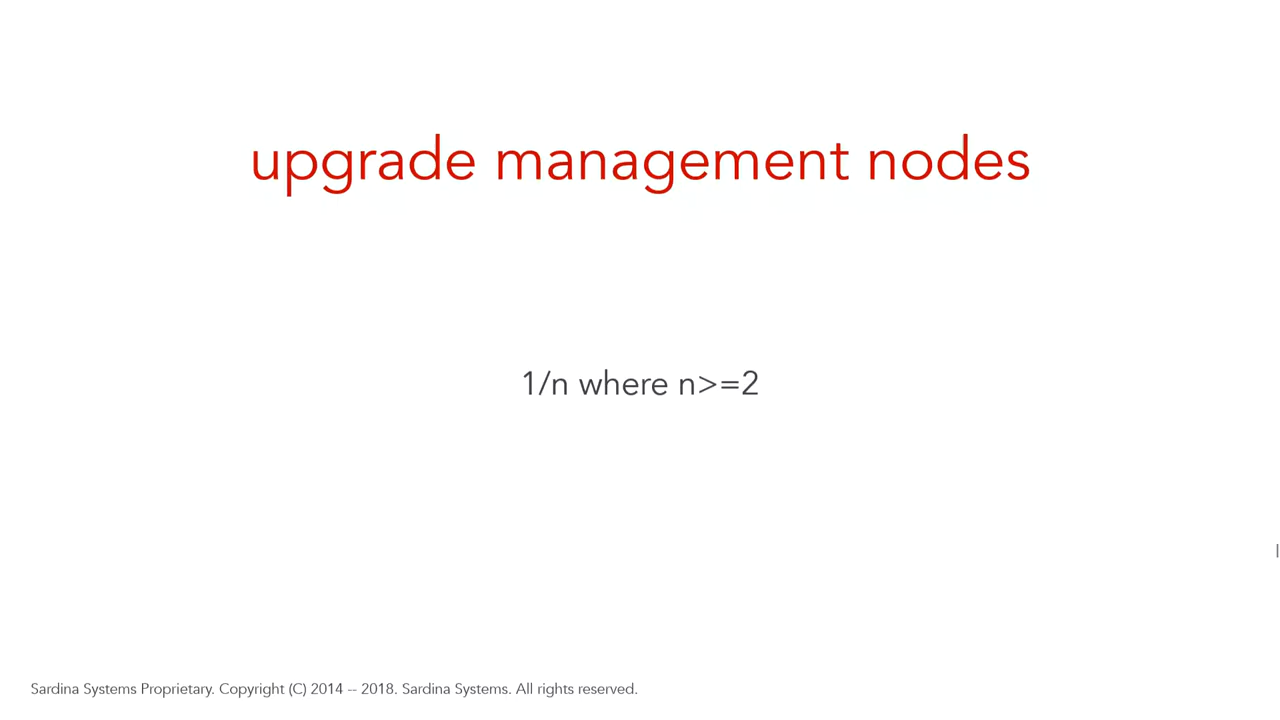 upgrade management nodes
1/n where n>=2
Sardina Systems Proprietary. Copyright (C) 2014 -- 2018. Sardina Systems. All rights reserved.